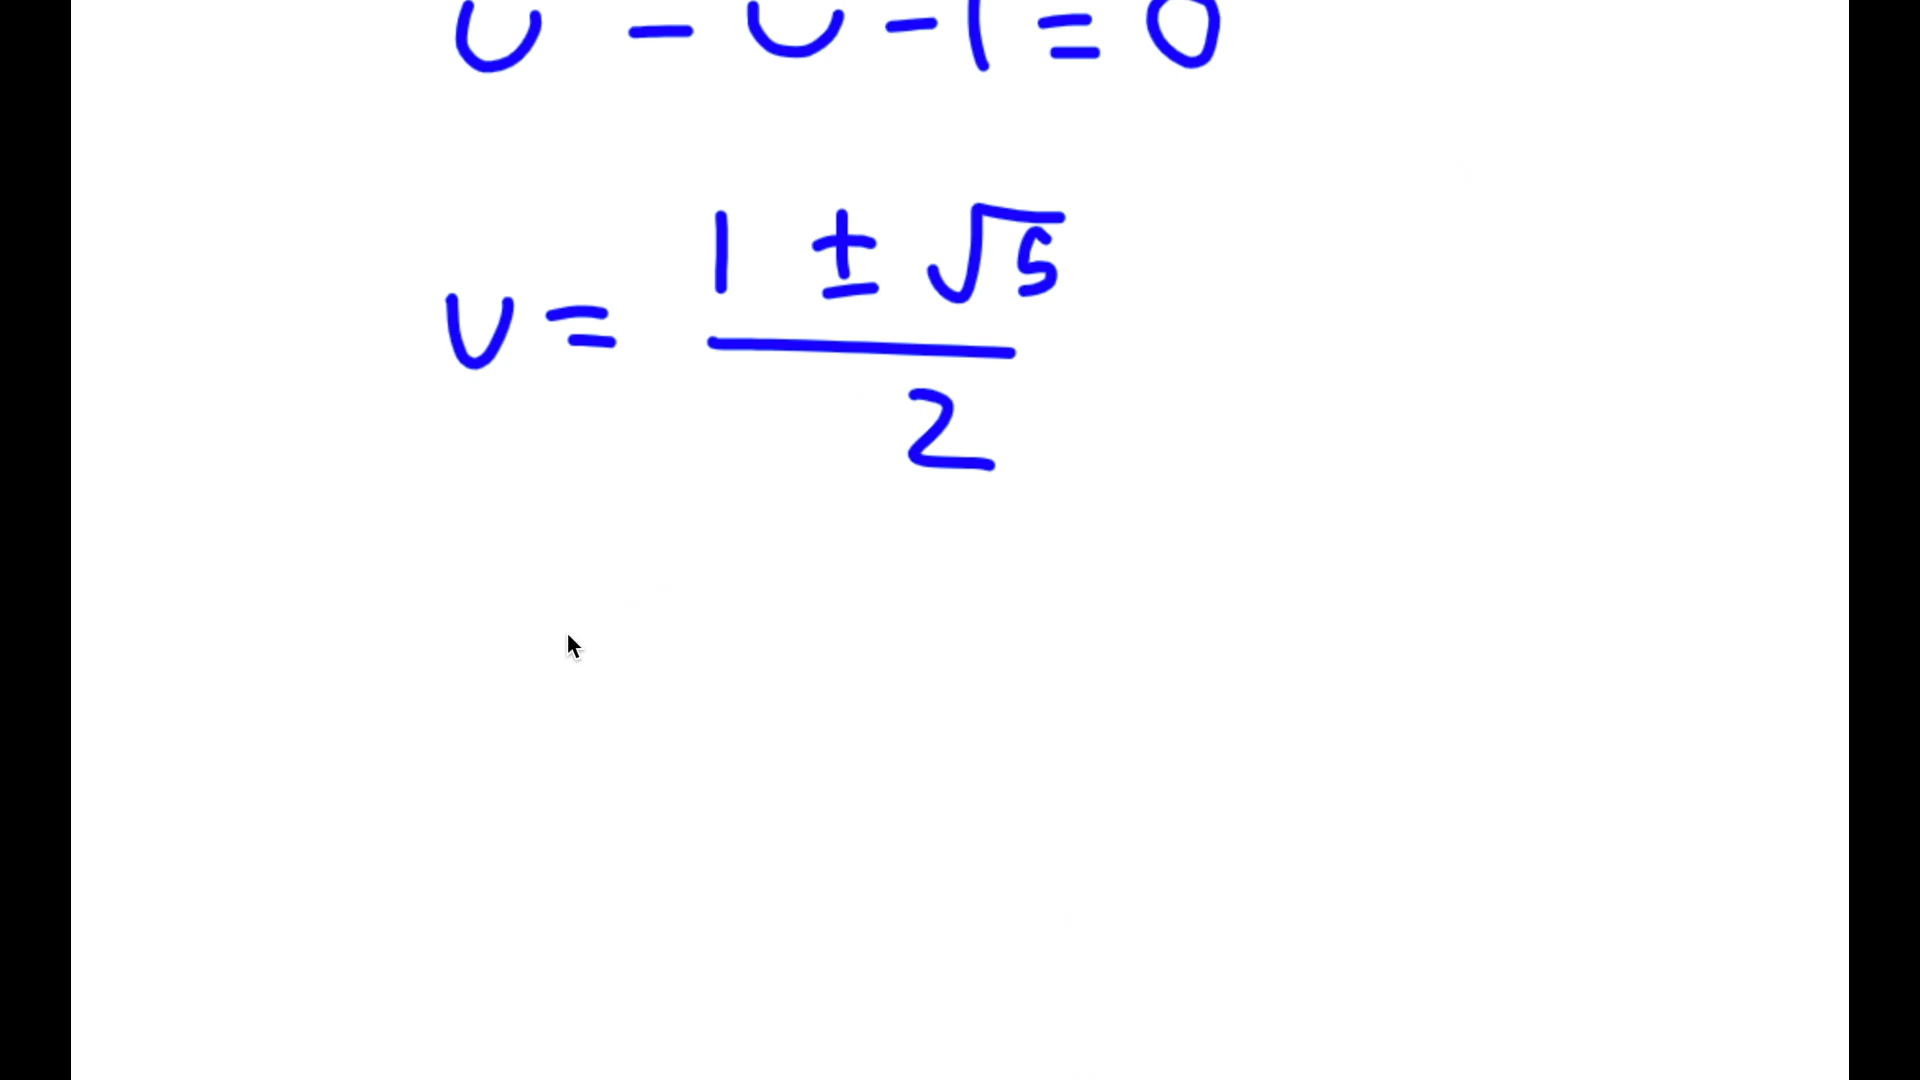 U - U - 1 = 0
U = (1 ± √5) / 2